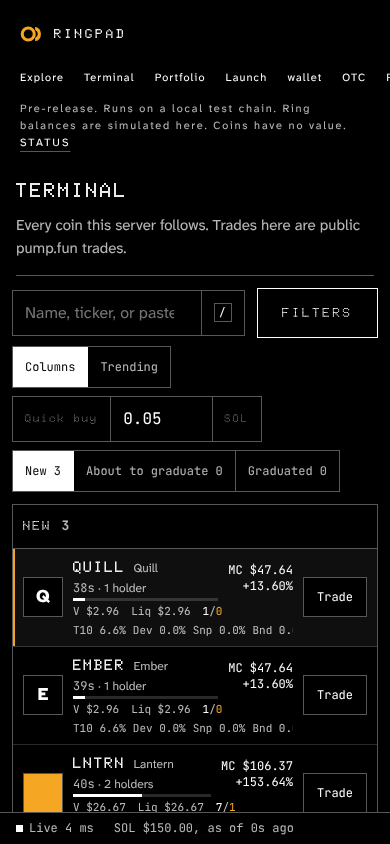 RINGPAD
Explore Terminal Portfolio Launch wallet OTC
Pre-release. Runs on a local test chain. Ring
balances are simulated here. Coins have no value.
STATUS
TERMINAL
Every coin this server follows. Trades here are public
pump.fun trades.
Name, ticker, or paste /
FILTERS
Columns Trending
Quick buy 0.05 SOL
New 3 About to graduate 0 Graduated 0
NEW 3
QUILL Quill MC $47.64
38s · 1 holder +13.60%
Q
Trade
V $2.96 Liq $2.96 1/0
T10 6.6% Dev 0.0% Snp 0.0% Bnd 0.
EMBER Ember MC $47.64
39s · 1 holder +13.60%
E
Trade
V $2.96 Liq $2.96 1/0
T10 6.6% Dev 0.0% Snp 0.0% Bnd 0.
LNTRN Lantern MC $106.37
40s · 2 holders +153.64%
Trade
V $26.67 Liq $26.67 7/1
Live 4 ms SOL $150.00, as of 0s ago